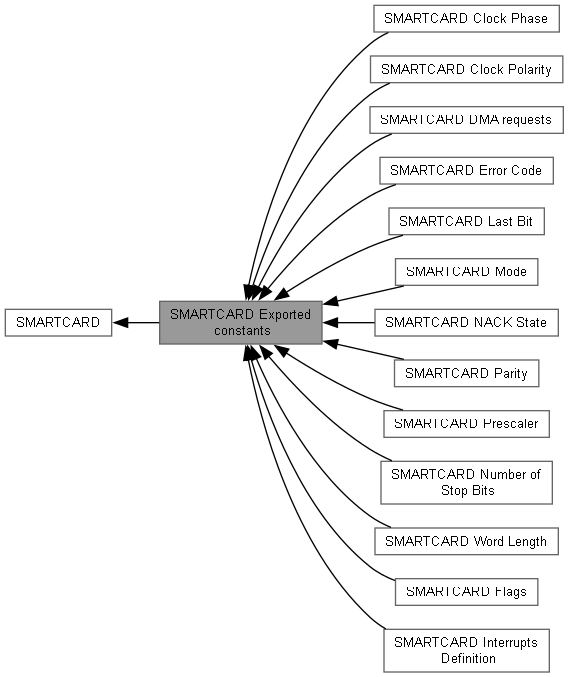 SMARTCARD Clock Phase
SMARTCARD Clock Polarity
SMARTCARD DMA requests
SMARTCARD Error Code
SMARTCARD Last Bit
SMARTCARD Mode
SMARTCARD
SMARTCARD Exported
constants
SMARTCARD NACK State
SMARTCARD Parity
SMARTCARD Prescaler
SMARTCARD Number of
Stop Bits
SMARTCARD Word Length
SMARTCARD Flags
SMARTCARD Interrupts
Definition